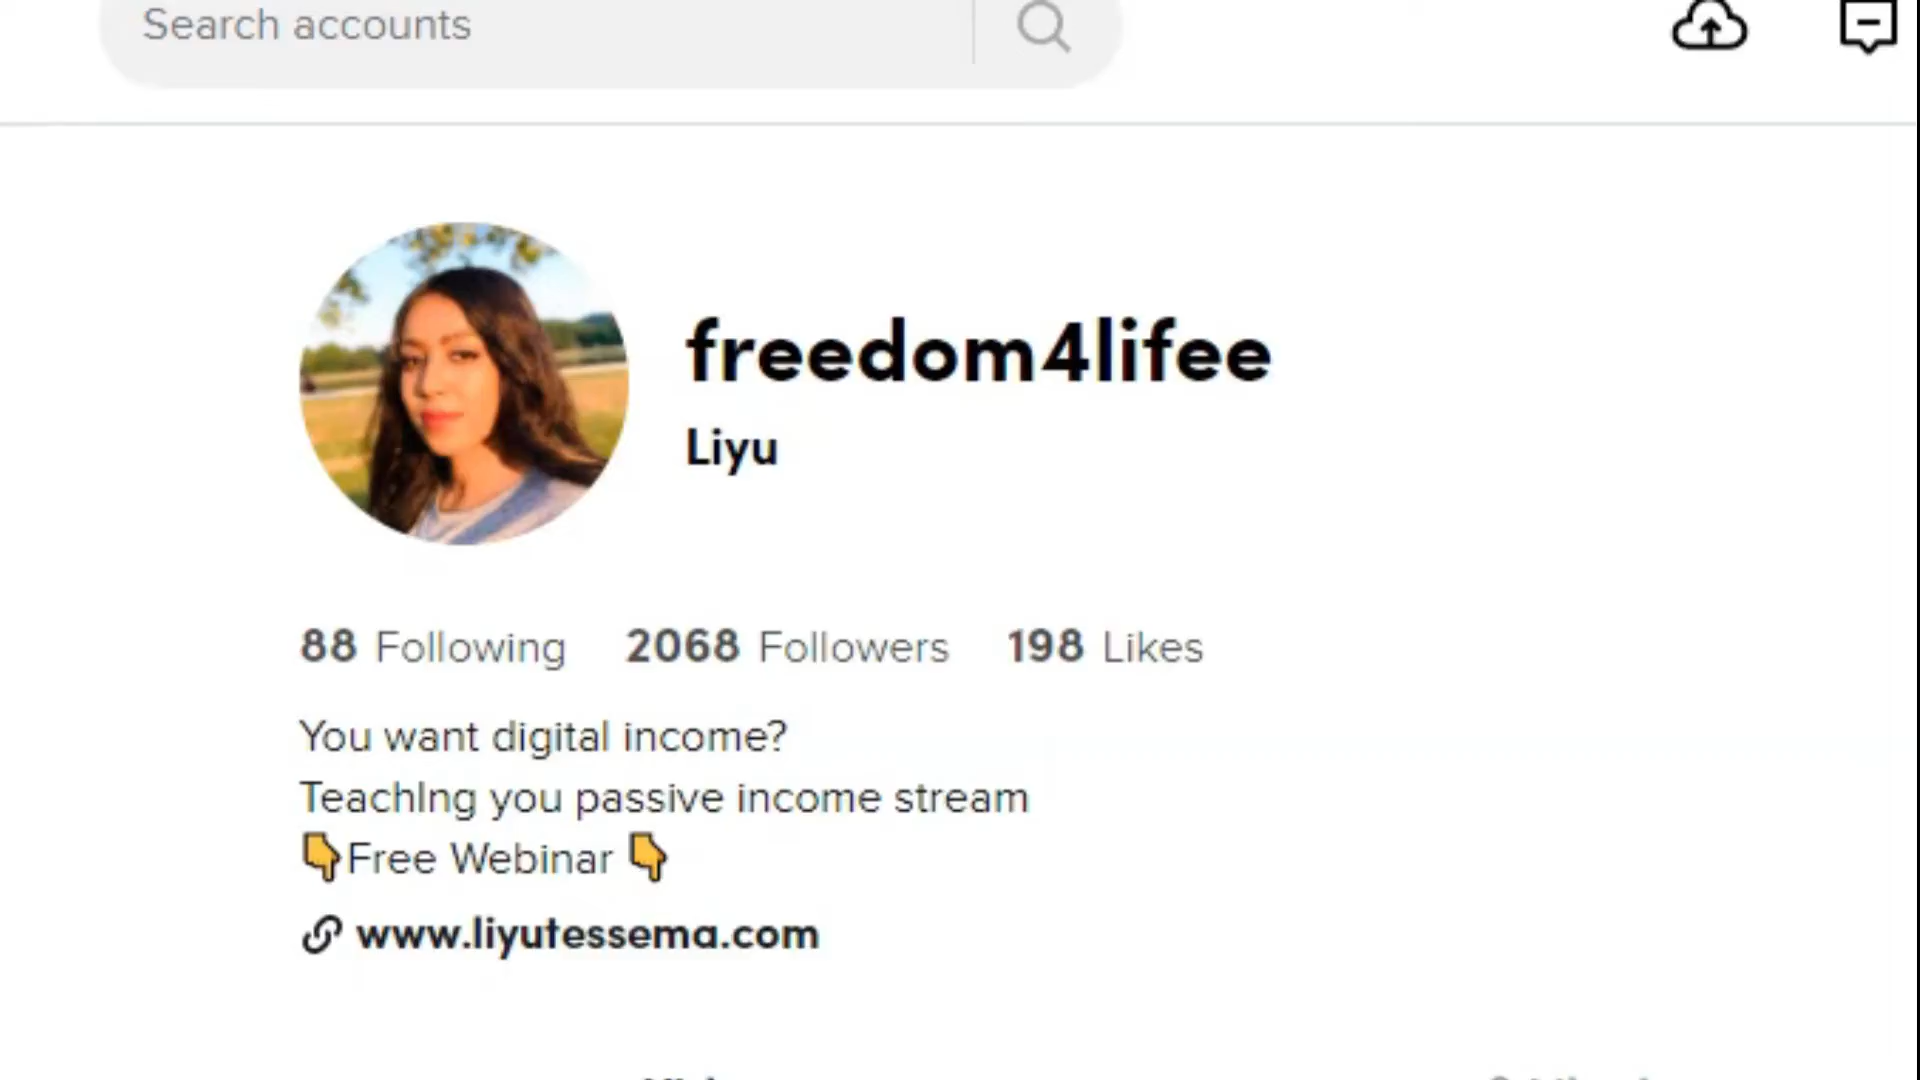 Search accounts
freedom4lifee
Liyu
88 Following 2068 Followers 198 Likes
You want digital income?
TeachIng you passive income stream
👇Free Webinar 👇
www.liyutessema.com